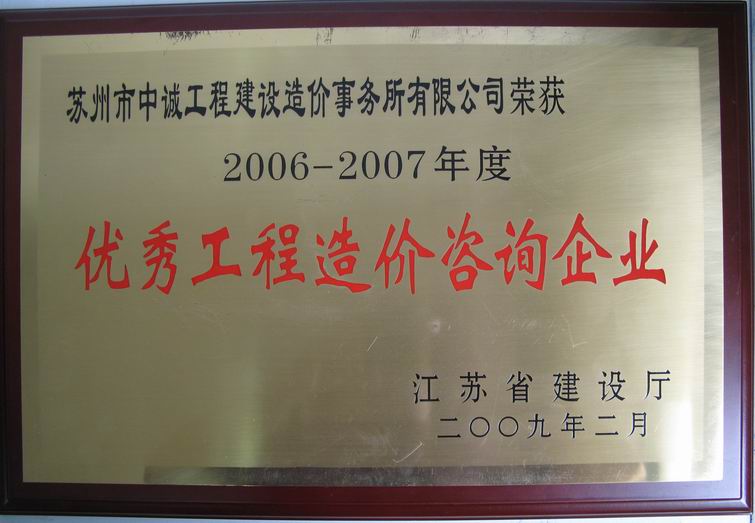 苏州市中诚工程建设造价事务所有限公司荣获
2006-2007年度
优秀工程造价咨询企业
江苏省建设厅
二〇〇九年二月